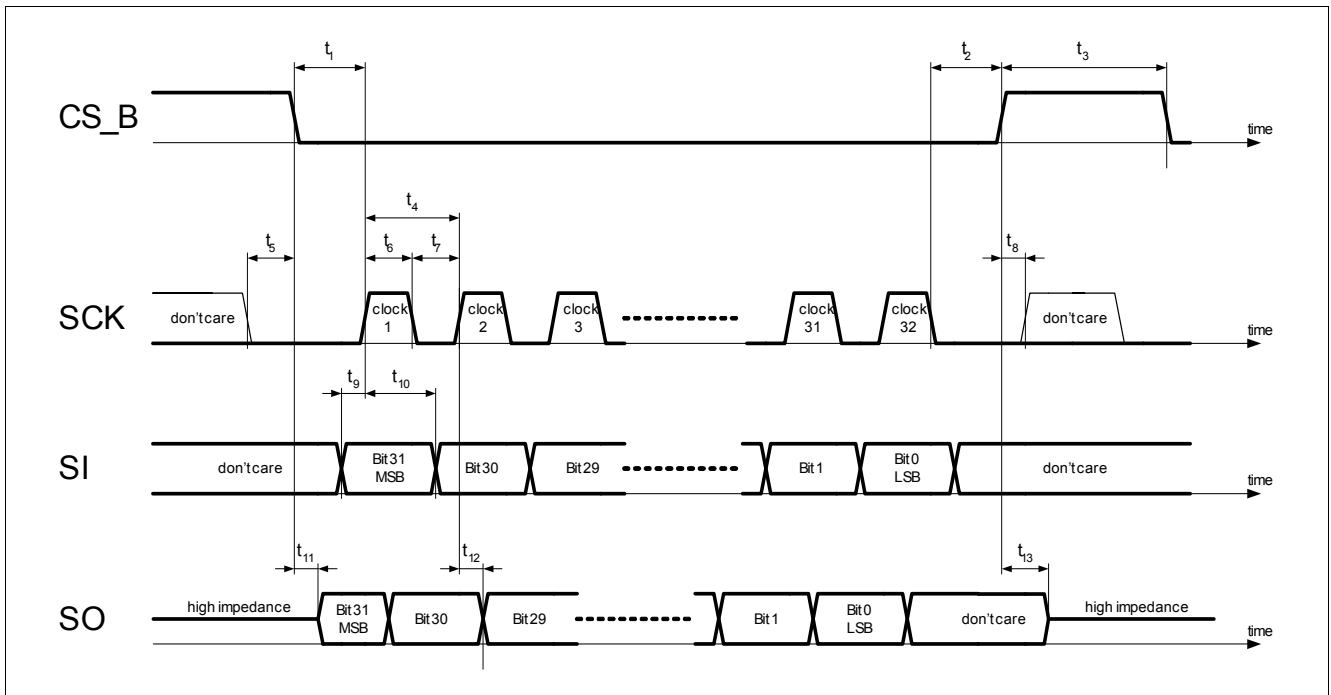 t1
t2
t3
CS_B
time
t4
t5
t6
t7
t8
SCK
don'tcare
clock
1
clock
2
clock
3
clock
31
clock
32
don'tcare
time
t9
t10
SI
don'tcare
Bit31
MSB
Bit30
Bit29
Bit1
Bit0
LSB
don'tcare
time
t11
t12
t13
SO
high impedance
Bit31
MSB
Bit30
Bit29
Bit1
Bit0
LSB
don'tcare
high impedance
time